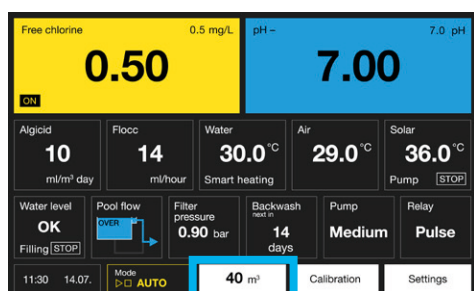 Free chlorine 0.5 mg/L
0.50
ON
pH – 7.0 pH
7.00
Algicid
10
ml/m³ day
Flocc
14
ml/hour
Water
30.0 °C
Smart heating
Air
29.0 °C
Solar
36.0 °C
Pump STOP
Water level
OK
Filling STOP
Pool flow
OVER
Filter
pressure
0.90 bar
Backwash
next in
14
days
Pump
Medium
Relay
Pulse
11:30 14.07.
Mode
AUTO
40 m³
Calibration
Settings